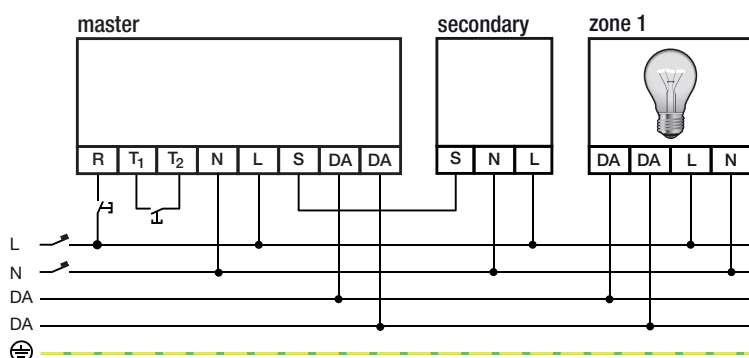 master secondary zone 1
R T₁ T₂ N L S DA DA S N L DA DA L N
L
N
DA
DA